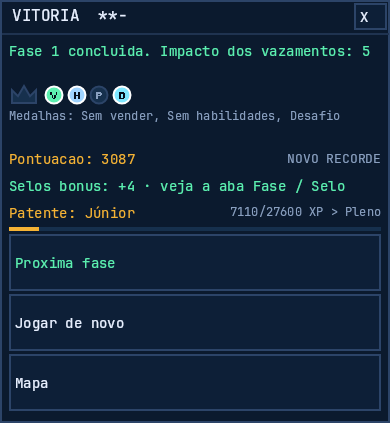 VITORIA **-
X
Fase 1 concluida. Impacto dos vazamentos: 5
V H P D
Medalhas: Sem vender, Sem habilidades, Desafio
Pontuacao: 3087 NOVO RECORDE
Selos bonus: +4 · veja a aba Fase / Selo
Patente: Júnior 7110/27600 XP > Pleno
Proxima fase
Jogar de novo
Mapa